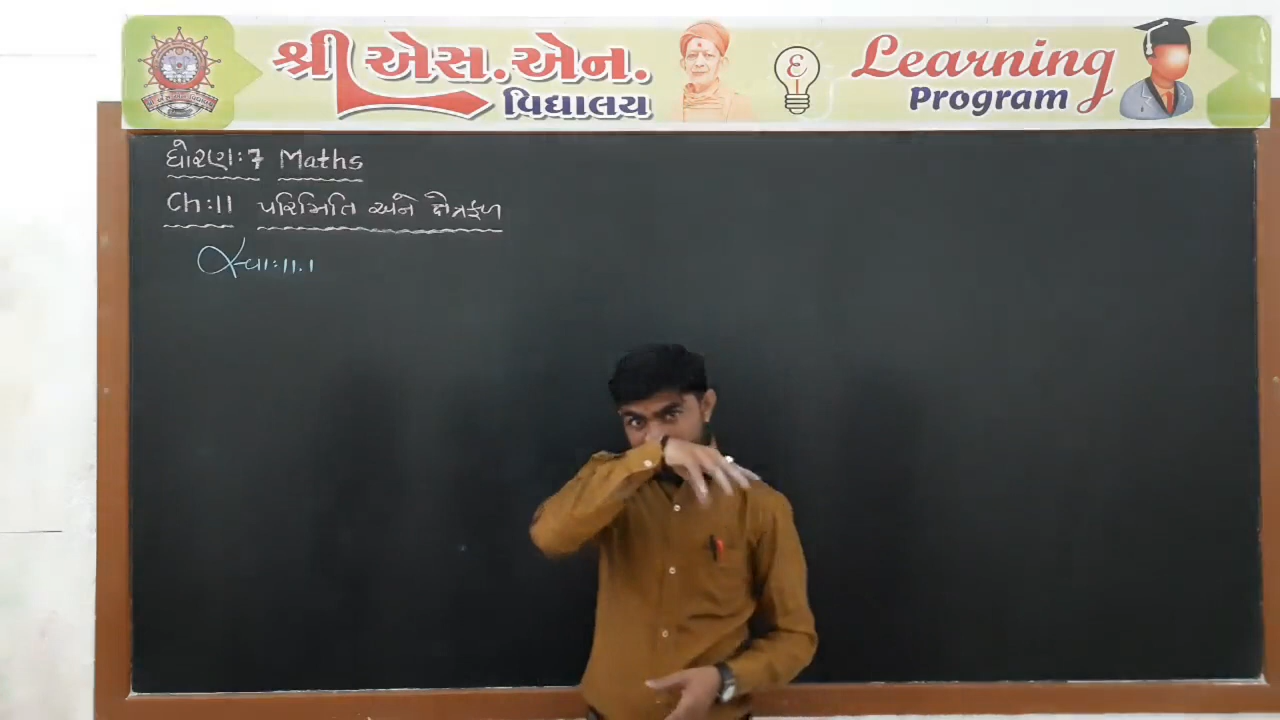 શ્રી એસ.એન.
વિદ્યાલય
Learning
Program
ધોરણ:7 Maths
Ch:11 પરિમિતિ અને ક્ષેત્રફળ
સ્વા:11.1